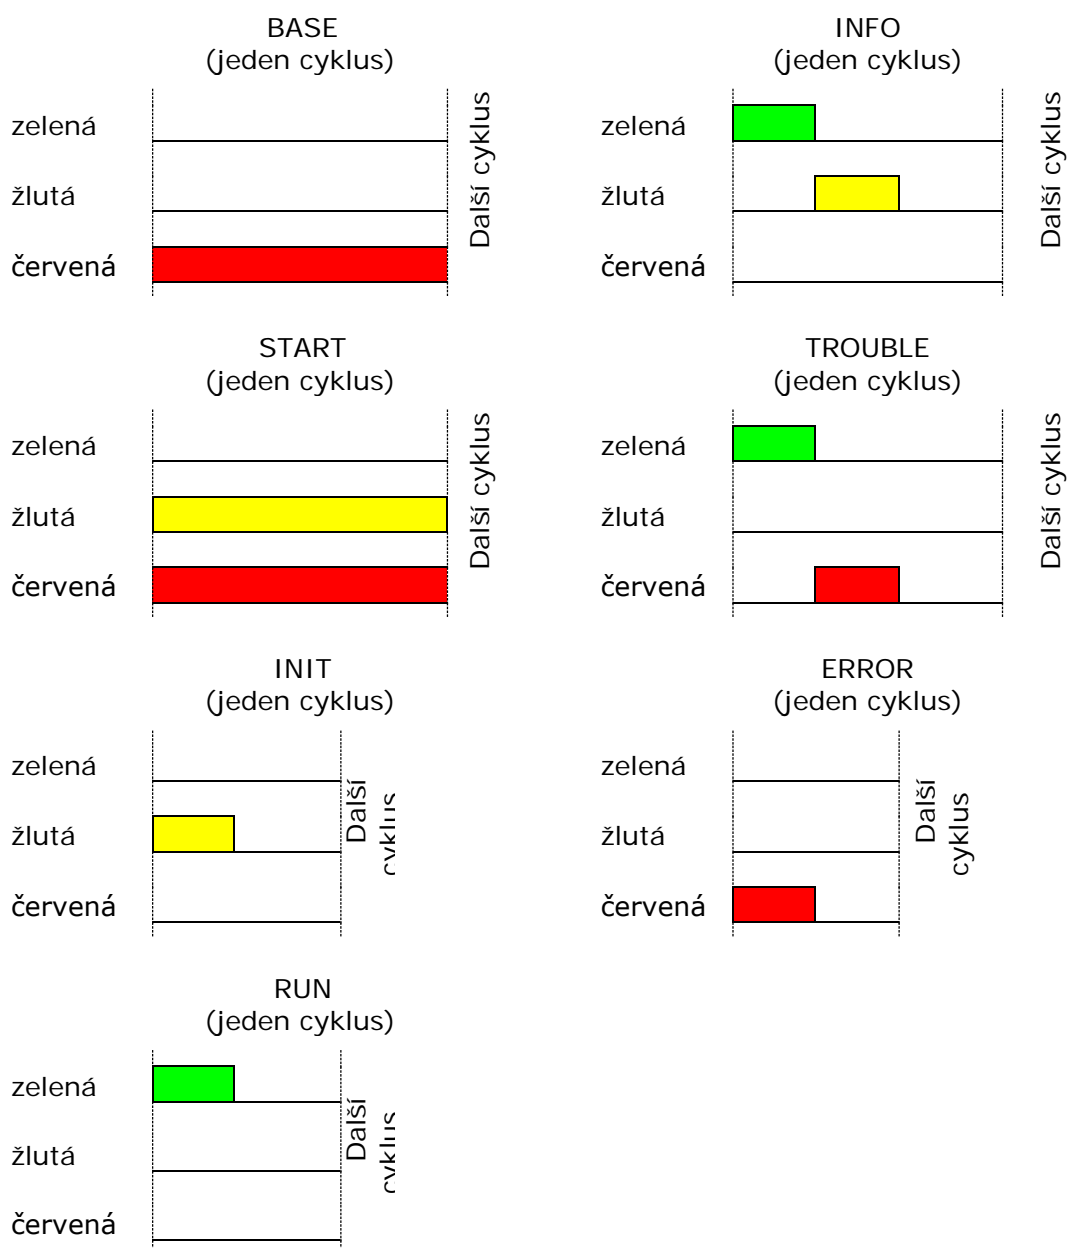 BASE
(jeden cyklus)
zelená
žlutá
červená
Další cyklus
INFO
(jeden cyklus)
zelená
žlutá
červená
Další cyklus
START
(jeden cyklus)
zelená
žlutá
červená
Další cyklus
TROUBLE
(jeden cyklus)
zelená
žlutá
červená
Další cyklus
INIT
(jeden cyklus)
zelená
žlutá
červená
Další
cyklus
ERROR
(jeden cyklus)
zelená
žlutá
červená
Další
cyklus
RUN
(jeden cyklus)
zelená
žlutá
červená
Další
cyklus